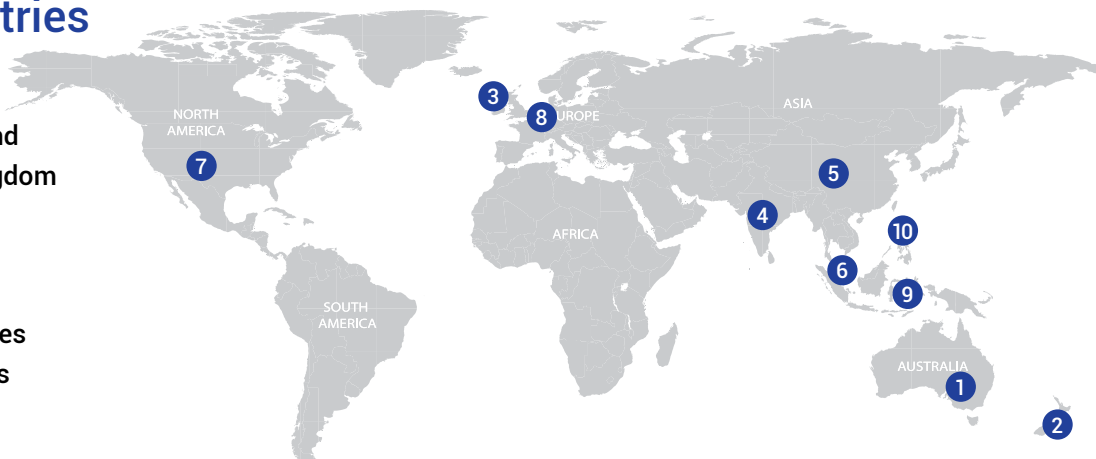 tries
nd
gdom
es
s
NORTH
AMERICA
SOUTH
AMERICA
UROPE
AFRICA
ASIA
AUSTRALIA
1
2
3
4
5
6
7
8
9
10